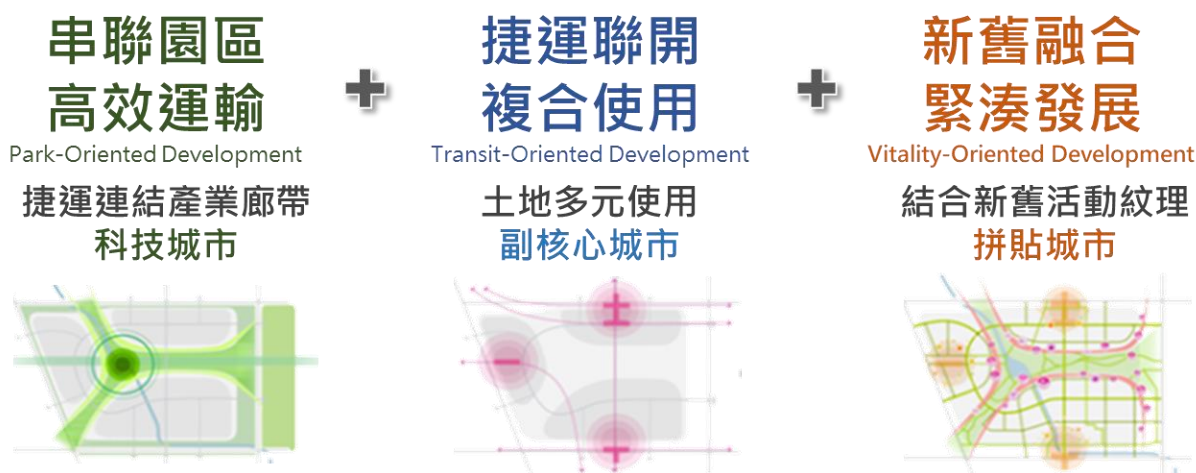 串聯園區
高效運輸
Park-Oriented Development
捷運連結產業廊帶
科技城市
+
捷運聯開
複合使用
Transit-Oriented Development
土地多元使用
副核心城市
+
新舊融合
緊湊發展
Vitality-Oriented Development
結合新舊活動紋理
拼貼城市